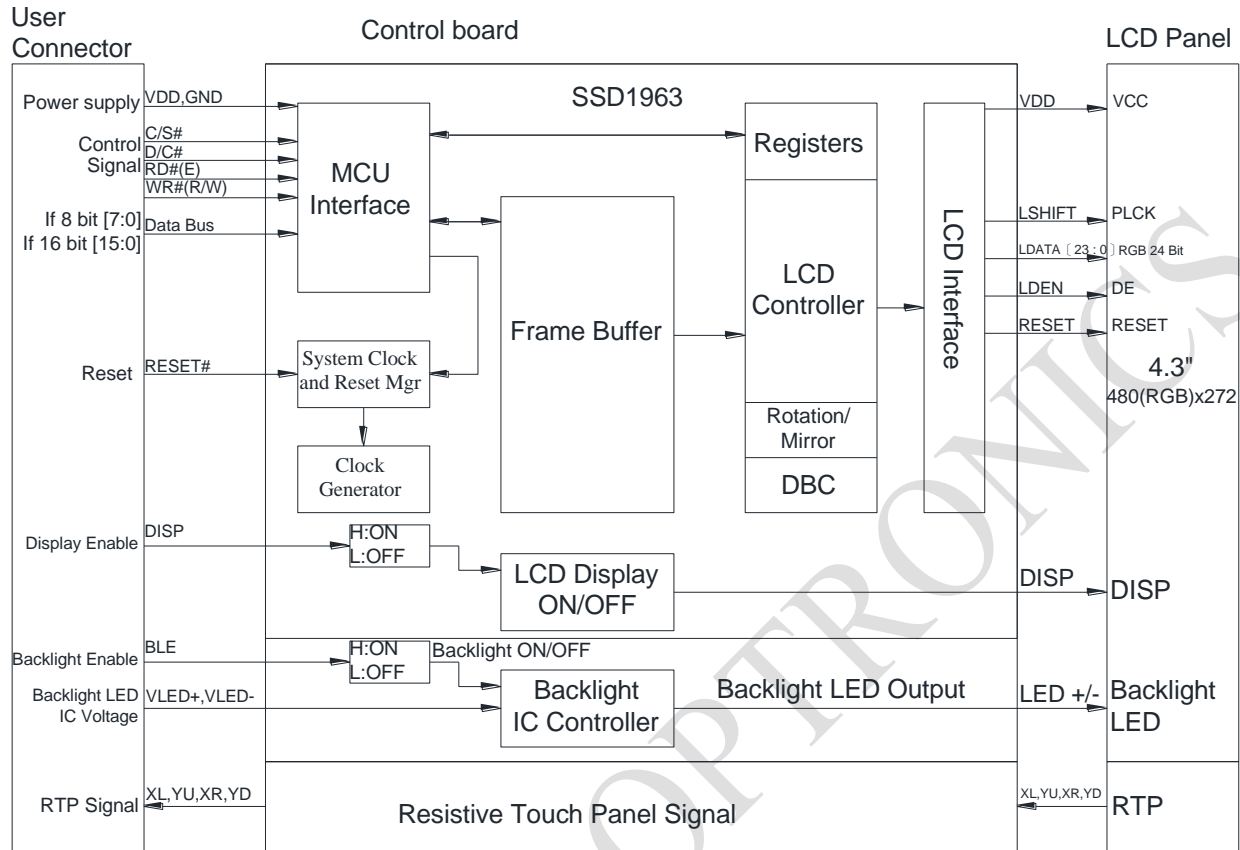 User
Connector
Control board
LCD Panel
SSD1963
Power supply
VDD,GND
Control
Signal
C/S#
D/C#
RD#(E)
WR#(R/W)
If 8 bit [7:0]
If 16 bit [15:0]
Data Bus
MCU
Interface
Registers
LCD
Controller
Rotation/
Mirror
DBC
Frame Buffer
LCD Interface
VDD
VCC
LSHIFT
PLCK
LDATA〔23:0〕RGB 24 Bit
LDEN
DE
RESET
RESET
4.3"
480(RGB)x272
Reset
RESET#
System Clock
and Reset Mgr
Clock
Generator
Display Enable
DISP
H:ON
L:OFF
LCD Display
ON/OFF
DISP
DISP
Backlight Enable
BLE
H:ON
L:OFF
Backlight ON/OFF
Backlight LED
IC Voltage
VLED+,VLED-
Backlight
IC Controller
Backlight LED Output
LED +/-
Backlight
LED
RTP Signal
XL,YU,XR,YD
Resistive Touch Panel Signal
XL,YU,XR,YD
RTP
OPTRONICS